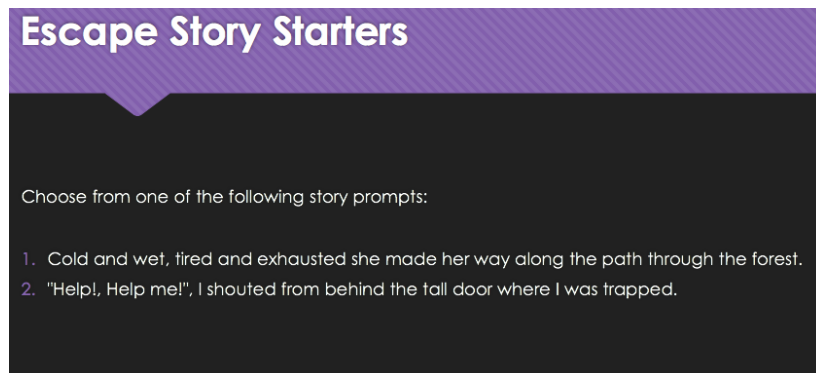 Escape Story Starters
Choose from one of the following story prompts:
1. Cold and wet, tired and exhausted she made her way along the path through the forest.
2. "Help!, Help me!", I shouted from behind the tall door where I was trapped.